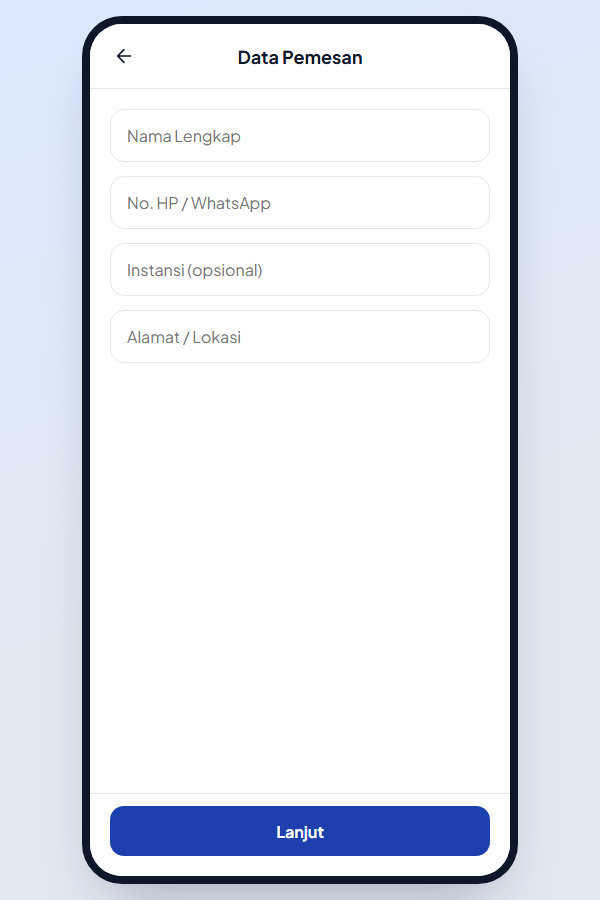 Data Pemesan
Nama Lengkap
No. HP / WhatsApp
Instansi (opsional)
Alamat / Lokasi
Lanjut